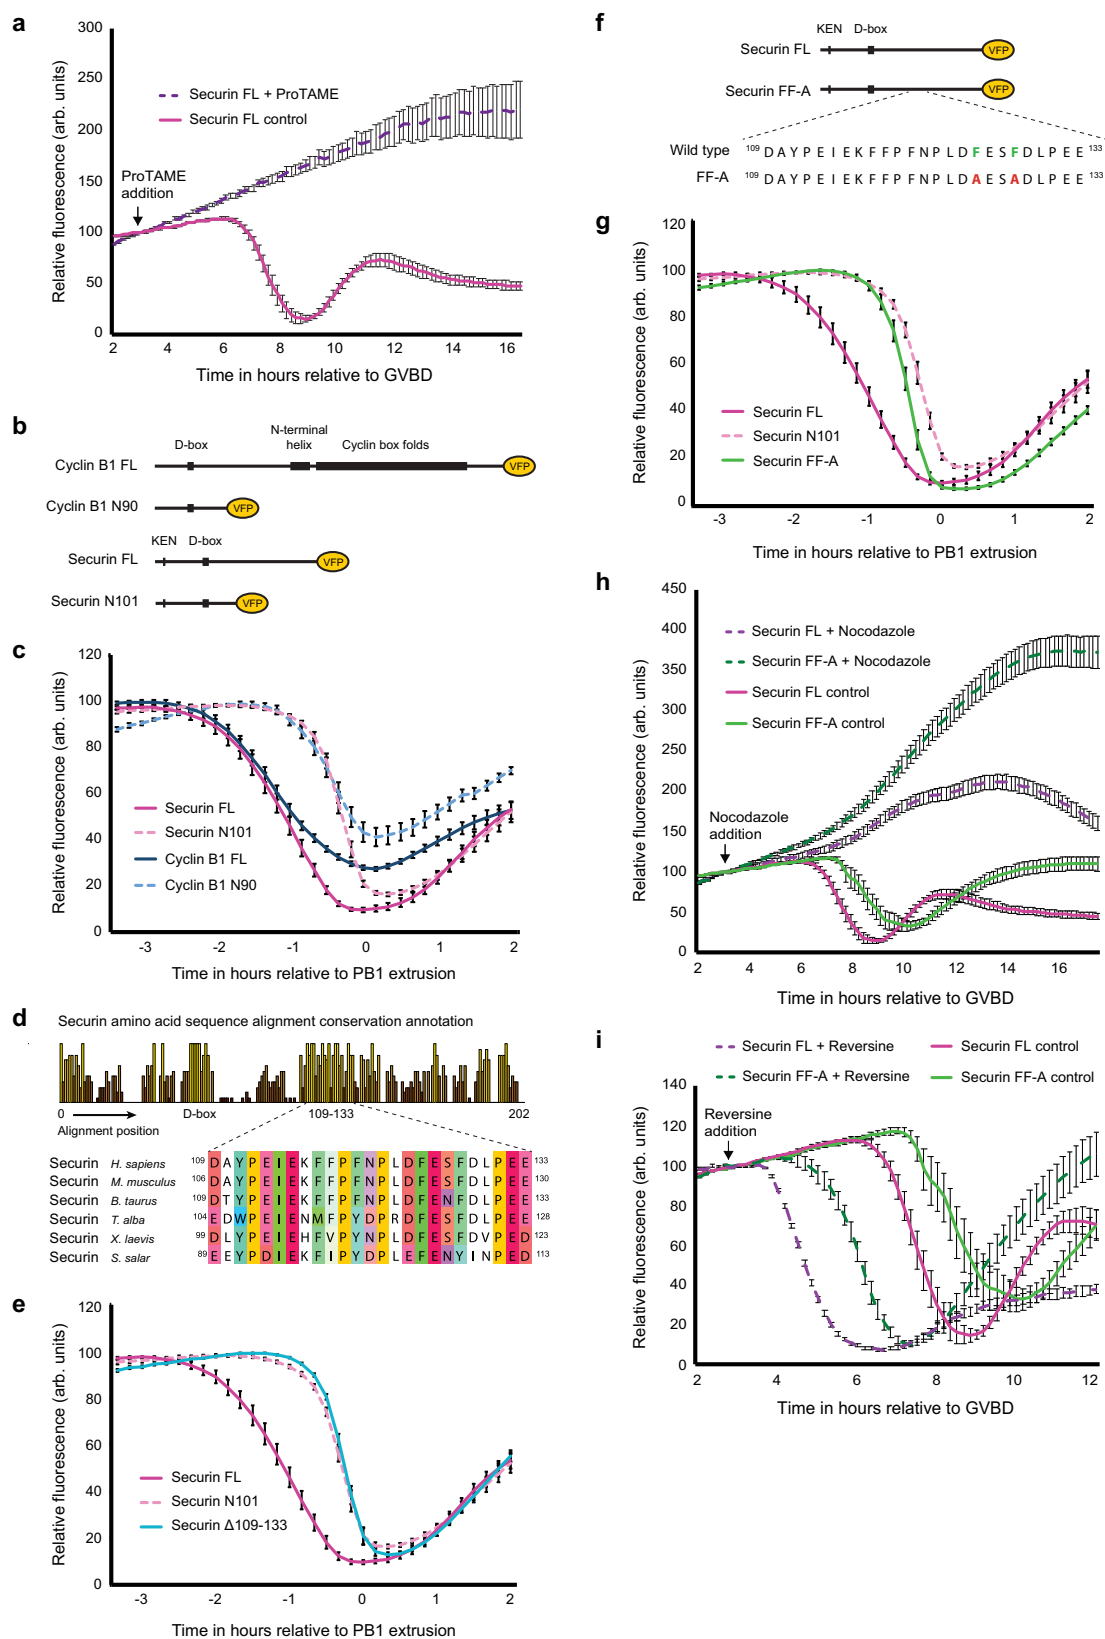 a
300
250
200
150
100
50
0
Relative fluorescence (arb. units)
Securin FL + ProTAME
Securin FL control
ProTAME
addition
2 4 6 8 10 12 14 16
Time in hours relative to GVBD
b
D-box
N-terminal
helix
Cyclin box folds
Cyclin B1 FL
VFP
Cyclin B1 N90
VFP
KEN
D-box
Securin FL
VFP
Securin N101
VFP
c
120
100
80
60
40
20
0
Relative fluorescence (arb. units)
Securin FL
Securin N101
Cyclin B1 FL
Cyclin B1 N90
-3 -2 -1 0 1 2
Time in hours relative to PB1 extrusion
d
Securin amino acid sequence alignment conservation annotation
0
D-box
109-133
202
Alignment position
Securin H. sapiens 109 D A Y P E I E K F F P F N P L D F E S F D L P E E 133
Securin M. musculus 106 D A Y P E I E K F F P F N P L D F E S F D L P E E 130
Securin B. taurus 109 D T Y P E I E K F F P F N P L D F E N F D L P E E 133
Securin T. alba 104 E D W P E I E N M F P Y D P R D F E S F D L P E E 128
Securin X. laevis 99 D L Y P E I E H F V P Y N P L D F E S F D V P E D 123
Securin S. salar 89 E E Y P D I E K F I P Y D P L E F E N Y I N P E D 113
e
120
100
80
60
40
20
0
Relative fluorescence (arb. units)
Securin FL
Securin N101
Securin Δ109-133
-3 -2 -1 0 1 2
Time in hours relative to PB1 extrusion
f
KEN
D-box
Securin FL
VFP
Securin FF-A
VFP
Wild type 109 D A Y P E I E K F F P F N P L D F E S F D L P E E 133
FF-A 109 D A Y P E I E K F F P F N P L D A E S A D L P E E 133
g
120
100
80
60
40
20
0
Relative fluorescence (arb. units)
Securin FL
Securin N101
Securin FF-A
-3 -2 -1 0 1 2
Time in hours relative to PB1 extrusion
h
450
400
350
300
250
200
150
100
50
0
Relative fluorescence (arb. units)
Securin FL + Nocodazole
Securin FF-A + Nocodazole
Securin FL control
Securin FF-A control
Nocodazole
addition
2 4 6 8 10 12 14 16
Time in hours relative to GVBD
i
Securin FL + Reversine
Securin FF-A + Reversine
Securin FL control
Securin FF-A control
140
120
100
80
60
40
20
0
Relative fluorescence (arb. units)
Reversine
addition
2 4 6 7 8 10 12
Time in hours relative to GVBD